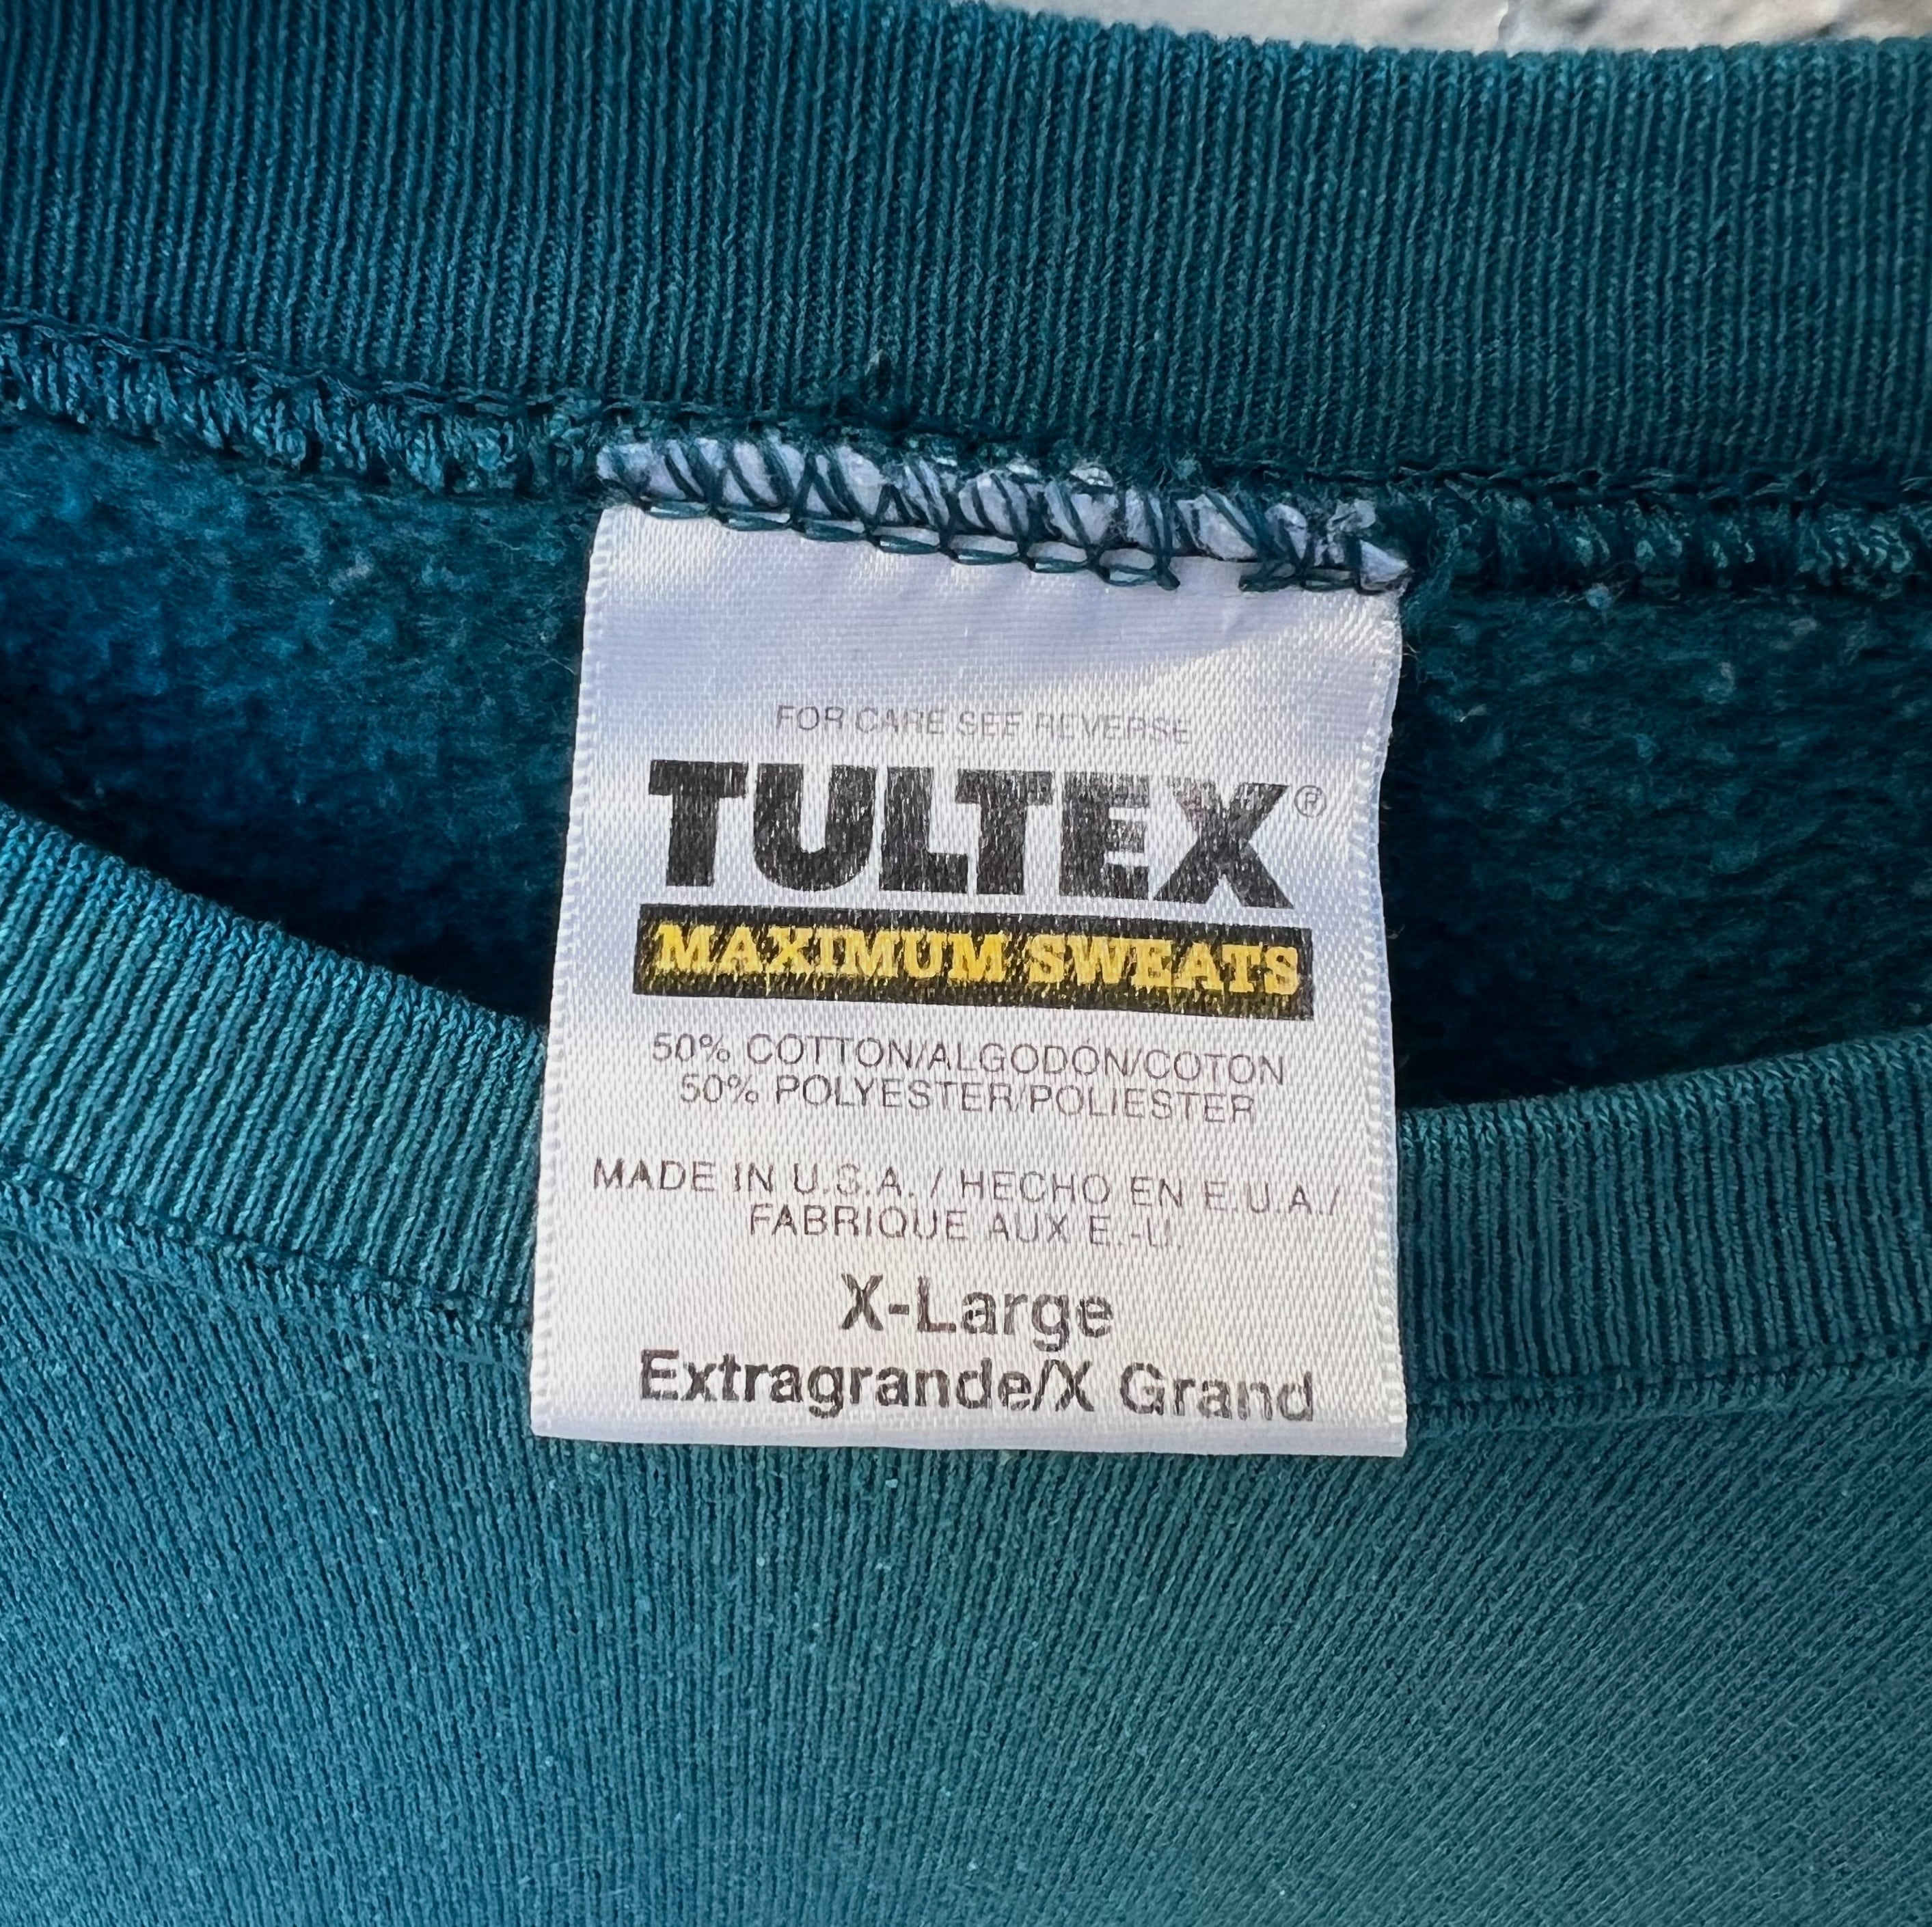 FOR CARE SEE REVERSE
TULTEX®
MAXIMUM SWEATS
50% COTTON/ALGODON/COTON
50% POLYESTER/POLIESTER
MADE IN U.S.A. / HECHO EN E.U.A./
FABRIQUE AUX E.-U.
X-Large
Extragrande/X Grand